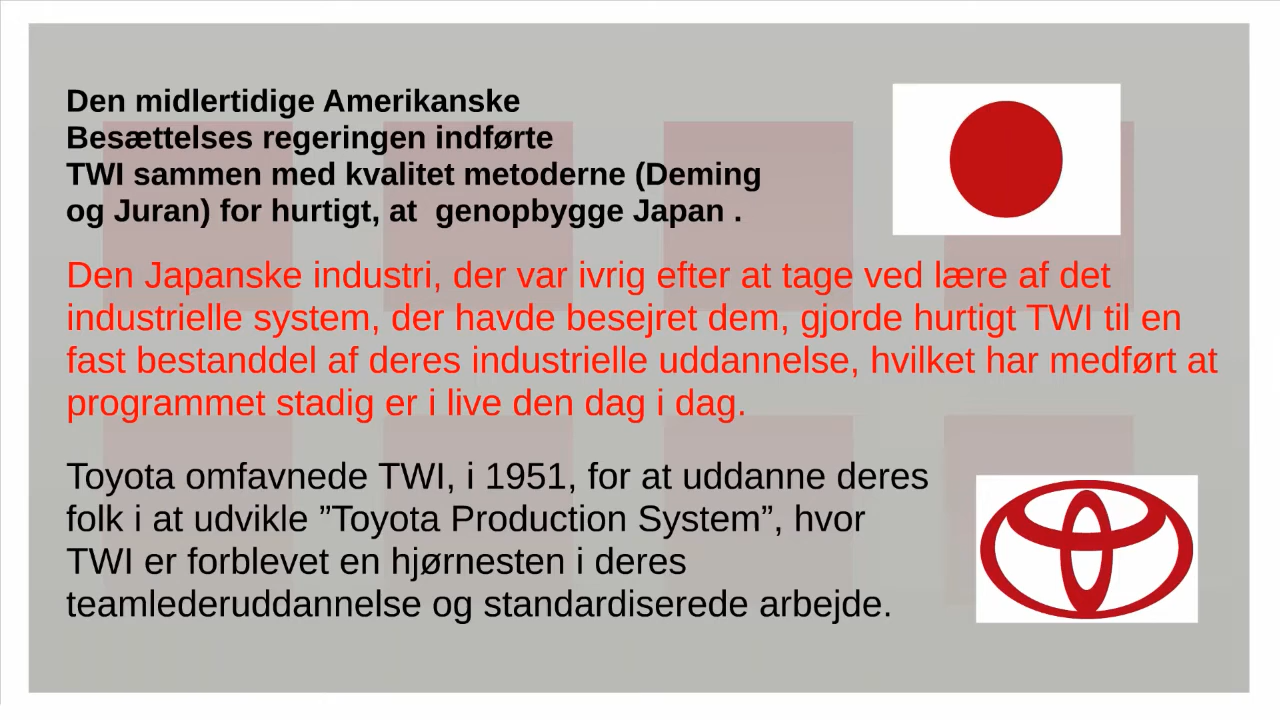 Den midlertidige Amerikanske
Besættelses regeringen indførte
TWI sammen med kvalitet metoderne (Deming
og Juran) for hurtigt, at  genopbygge Japan .
Den Japanske industri, der var ivrig efter at tage ved lære af det
industrielle system, der havde besejret dem, gjorde hurtigt TWI til en
fast bestanddel af deres industrielle uddannelse, hvilket har medført at
programmet stadig er i live den dag i dag.
Toyota omfavnede TWI, i 1951, for at uddanne deres
folk i at udvikle ”Toyota Production System”, hvor
TWI er forblevet en hjørnesten i deres
teamlederuddannelse og standardiserede arbejde.